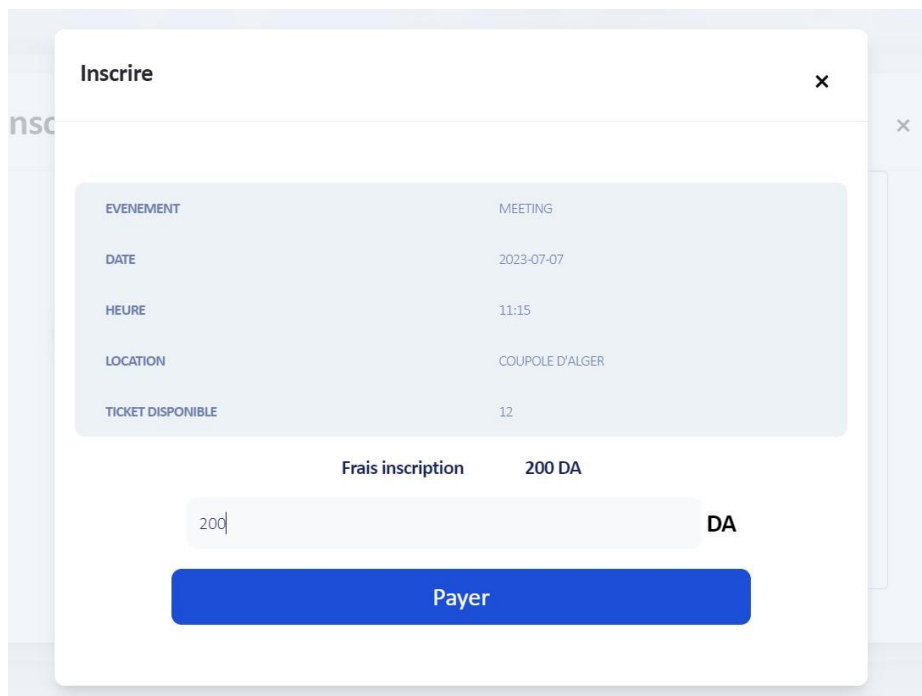 Inscrire ×
nsc ×
EVENEMENT MEETING
DATE 2023-07-07
HEURE 11:15
LOCATION COUPOLE D'ALGER
TICKET DISPONIBLE 12
Frais inscription 200 DA
200 DA
Payer